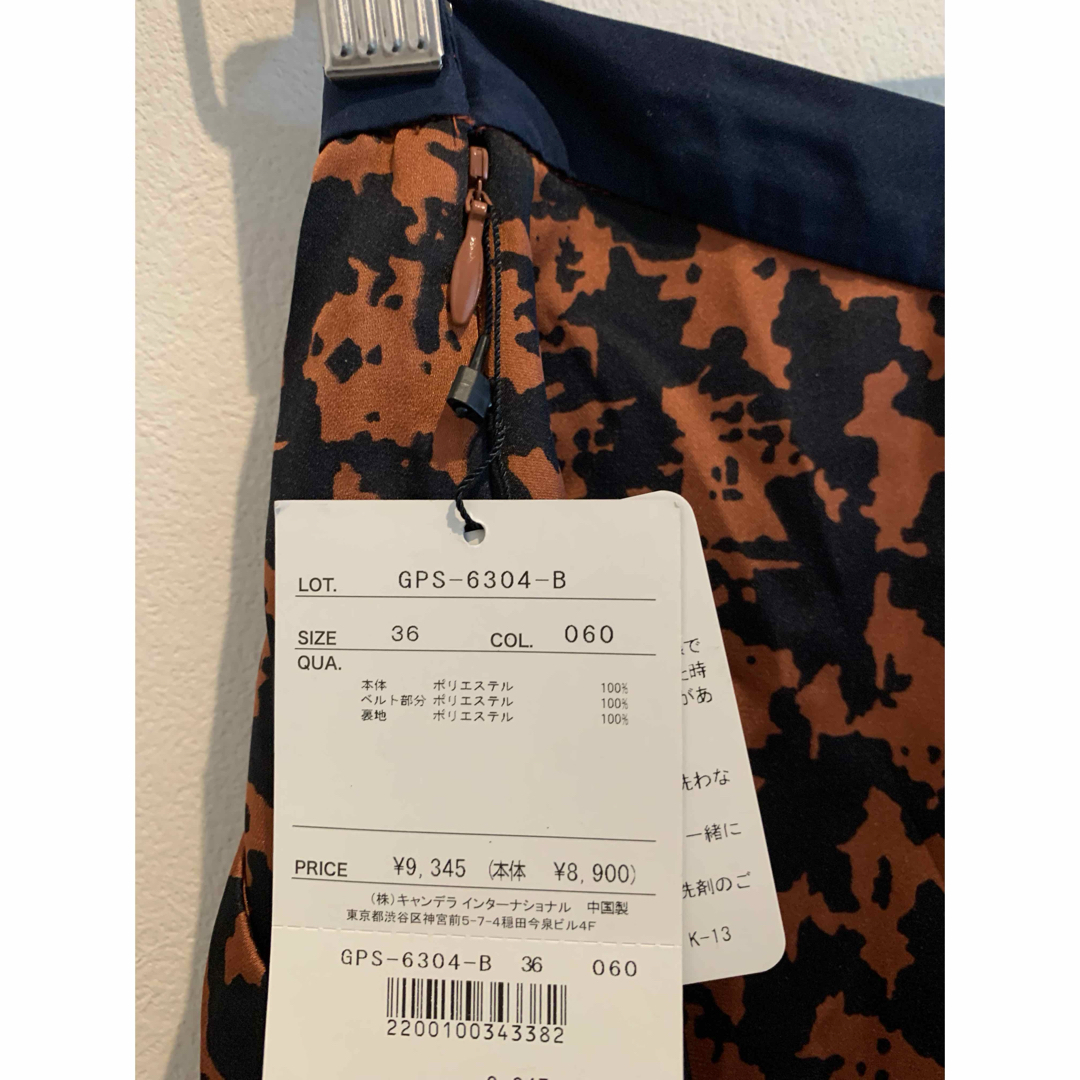 LOT. GPS-6304-B
SIZE 36 COL. 060
QUA.
本体 ポリエステル 100%
ベルト部分 ポリエステル 100%
裏地 ポリエステル 100%
PRICE ¥9,345 (本体 ¥8,900)
(株)キャンデラ インターナショナル 中国製
東京都渋谷区神宮前5-7-4穏田今泉ビル4F
GPS-6304-B 36 060
2200100343382
で
時
があ
洗わな
一緒に
洗剤のご
K-13